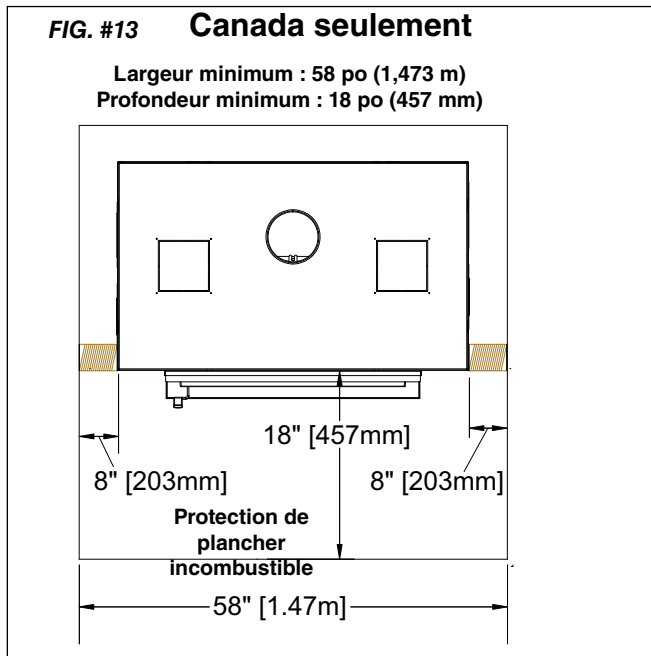 FIG. #13 Canada seulement
Largeur minimum : 58 po (1,473 m)
Profondeur minimum : 18 po (457 mm)
18" [457mm]
8" [203mm]
8" [203mm]
Protection de
plancher
incombustible
58" [1.47m]